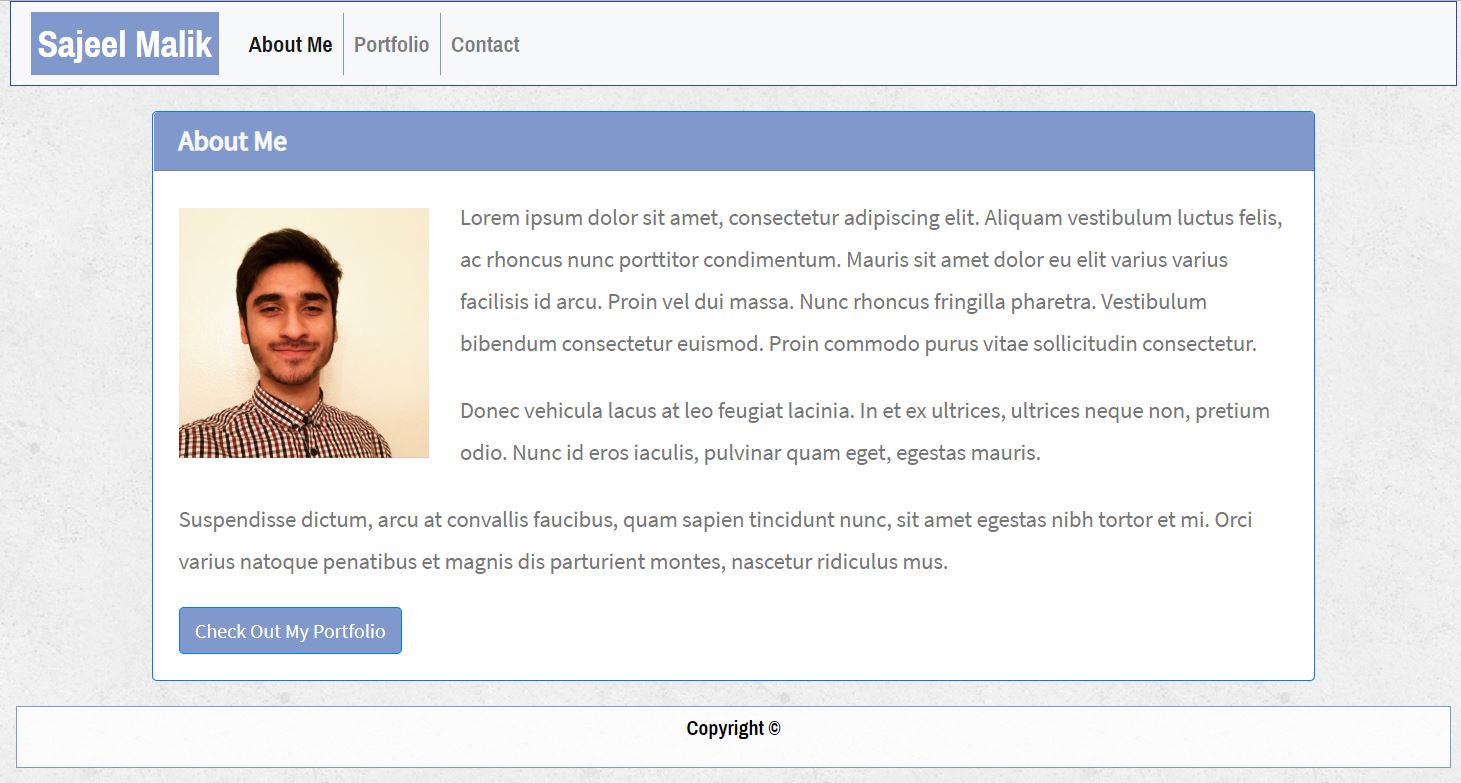 Sajeel Malik
About Me
Portfolio
Contact
About Me
Lorem ipsum dolor sit amet, consectetur adipiscing elit. Aliquam vestibulum luctus felis,
ac rhoncus nunc porttitor condimentum. Mauris sit amet dolor eu elit varius varius
facilisis id arcu. Proin vel dui massa. Nunc rhoncus fringilla pharetra. Vestibulum
bibendum consectetur euismod. Proin commodo purus vitae sollicitudin consectetur.
Donec vehicula lacus at leo feugiat lacinia. In et ex ultrices, ultrices neque non, pretium
odio. Nunc id eros iaculis, pulvinar quam eget, egestas mauris.
Suspendisse dictum, arcu at convallis faucibus, quam sapien tincidunt nunc, sit amet egestas nibh tortor et mi. Orci
varius natoque penatibus et magnis dis parturient montes, nascetur ridiculus mus.
Check Out My Portfolio
Copyright ©